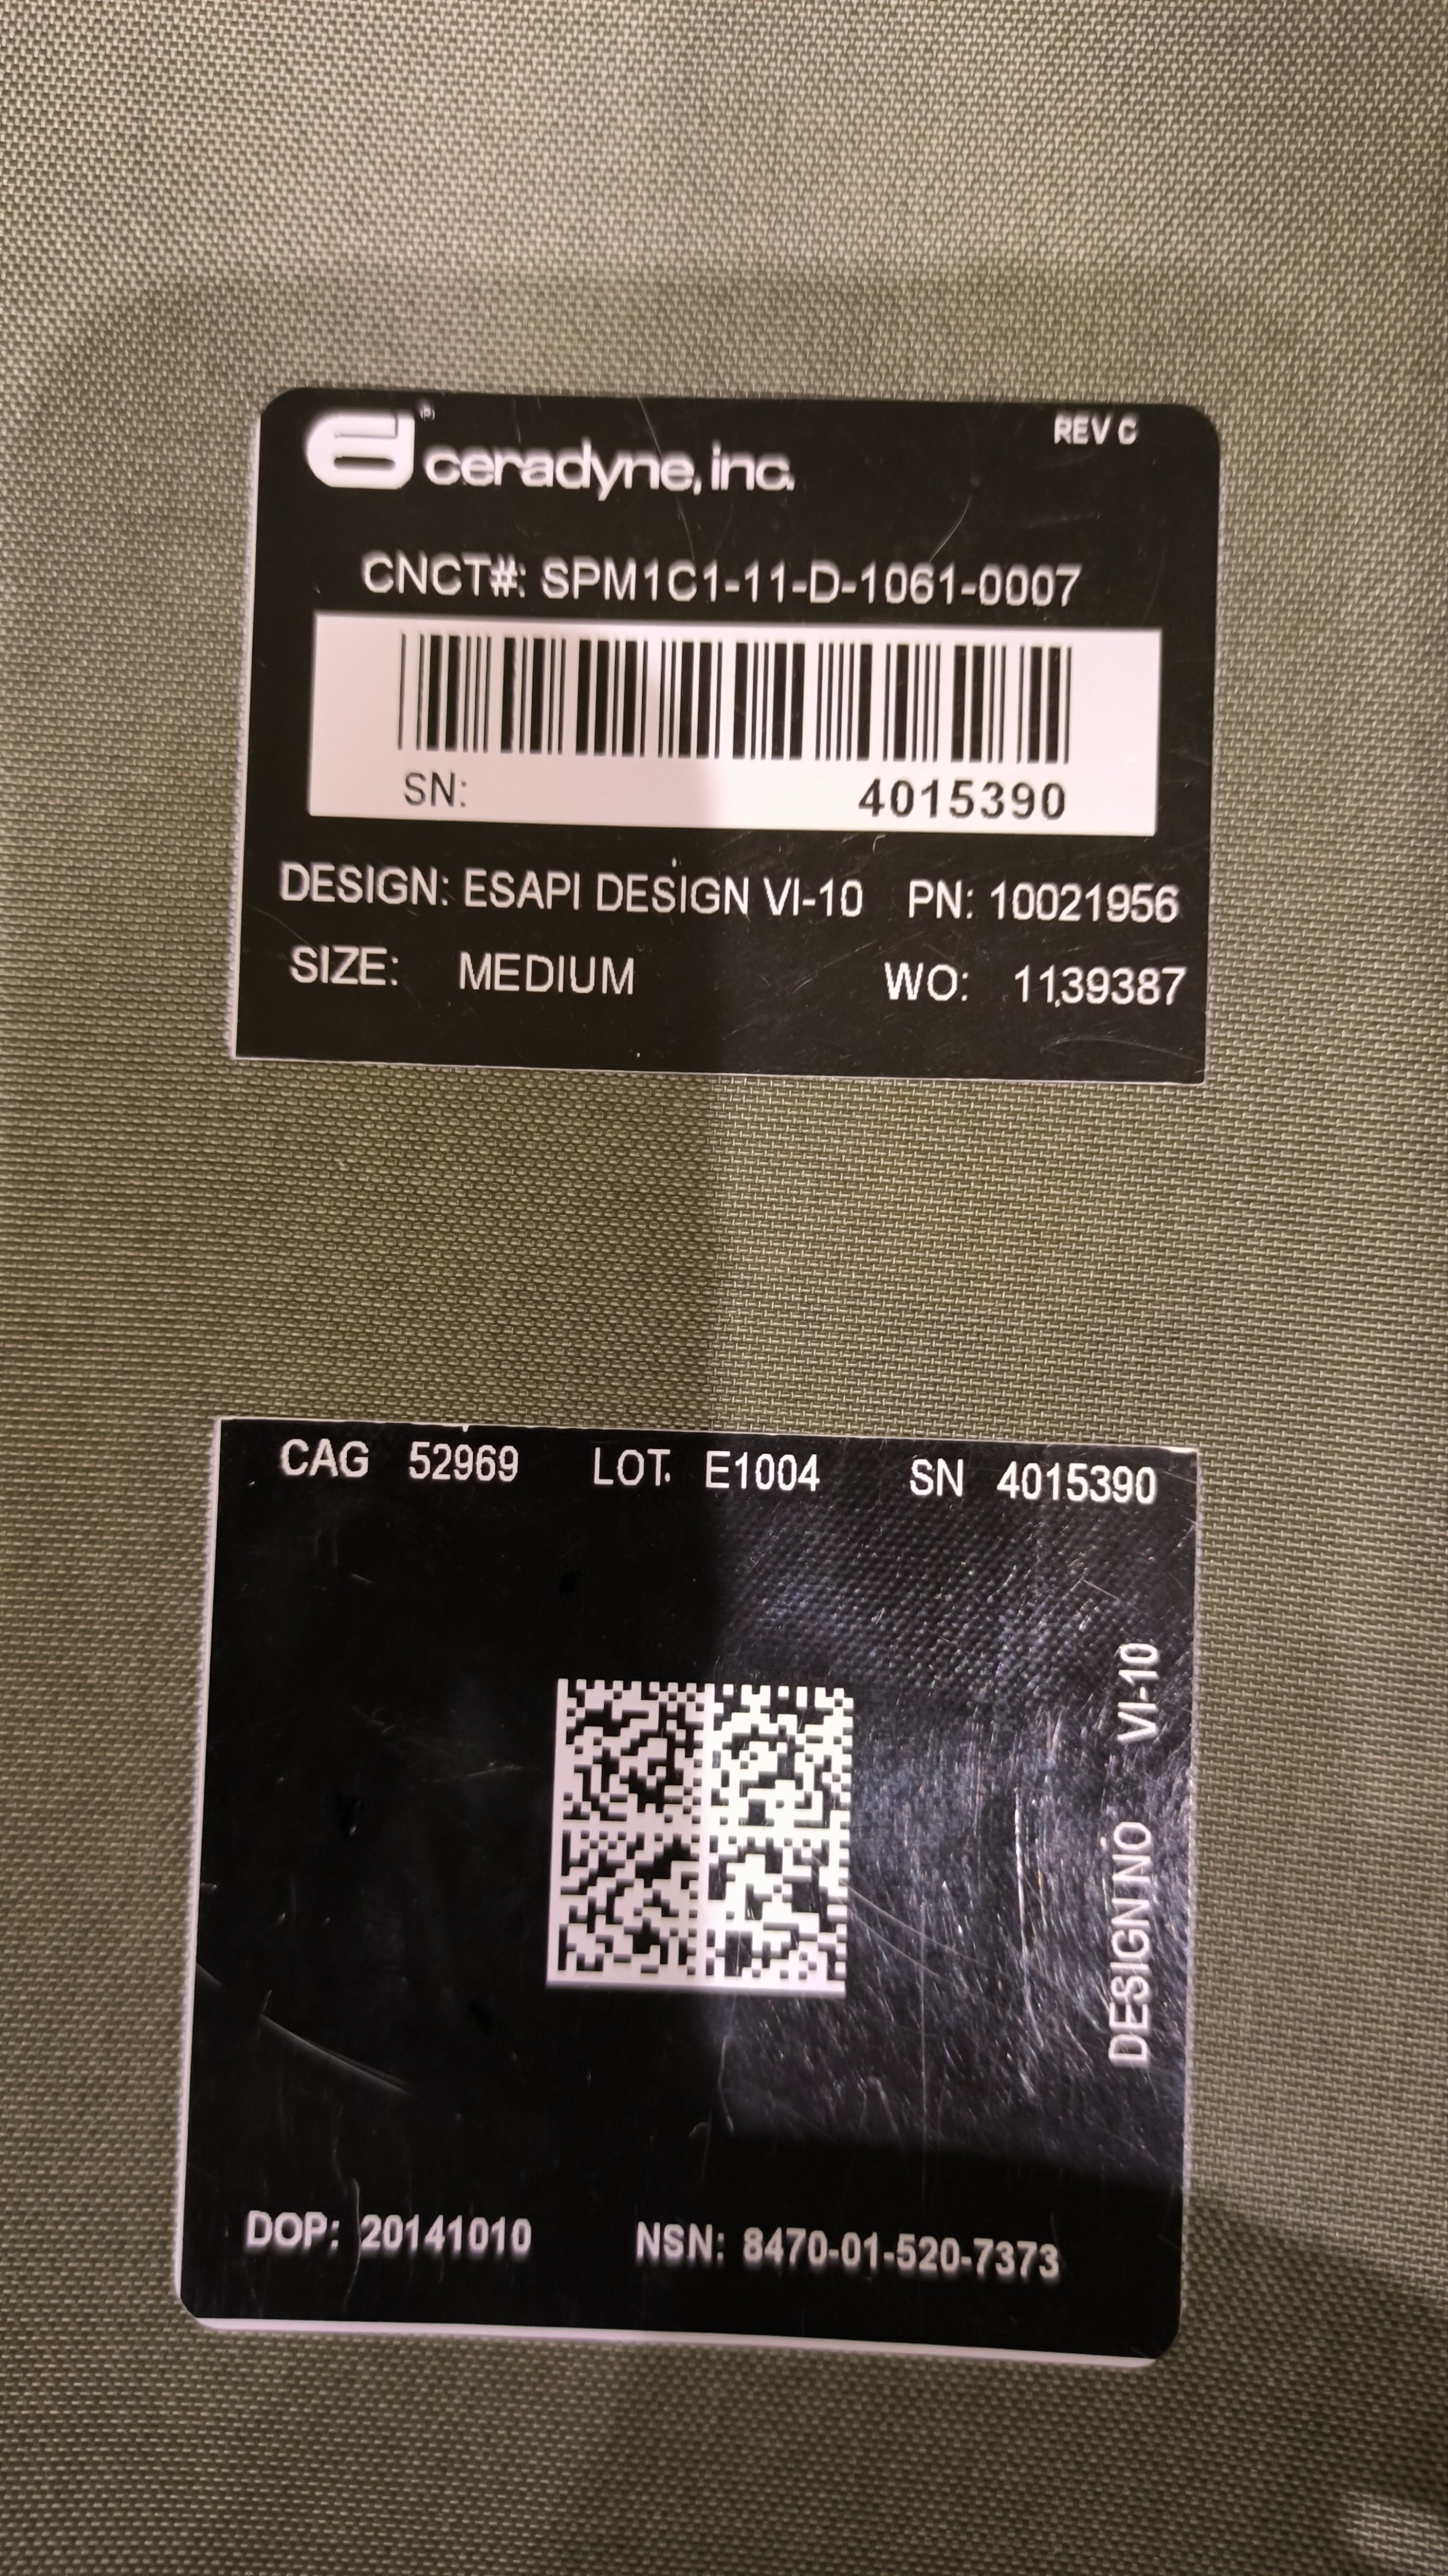 ceradyne, inc.®
REV C
CNCT#: SPM1C1-11-D-1061-0007
SN: 4015390
DESIGN: ESAPI DESIGN VI-10 PN: 10021956
SIZE: MEDIUM WO: 1139387
CAG 52969 LOT. E1004 SN 4015390
DESIGN NO VI-10
DOP: 20141010 NSN: 8470-01-520-7373